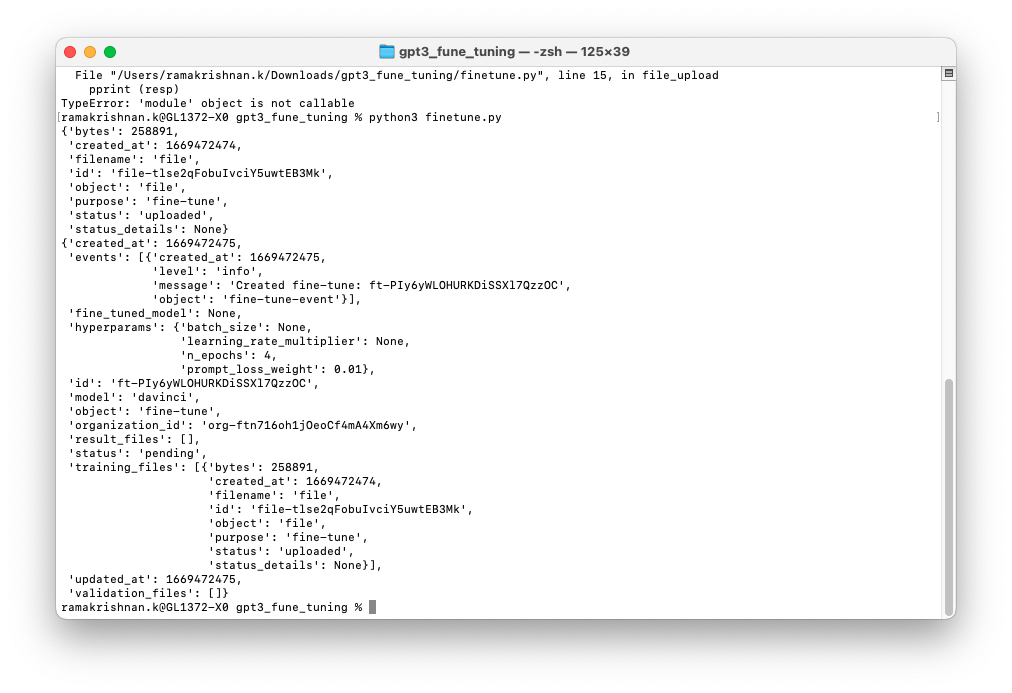 gpt3_fune_tuning — -zsh — 125×39
  File "/Users/ramakrishnan.k/Downloads/gpt3_fune_tuning/finetune.py", line 15, in file_upload
    pprint (resp)
TypeError: 'module' object is not callable
[ramakrishnan.k@GL1372-X0 gpt3_fune_tuning % python3 finetune.py ]
{'bytes': 258891,
 'created_at': 1669472474,
 'filename': 'file',
 'id': 'file-tlse2qFobuIvciY5uwtEB3Mk',
 'object': 'file',
 'purpose': 'fine-tune',
 'status': 'uploaded',
 'status_details': None}
{'created_at': 1669472475,
 'events': [{'created_at': 1669472475,
             'level': 'info',
             'message': 'Created fine-tune: ft-PIy6yWLOHURKDiSSXl7QzzOC',
             'object': 'fine-tune-event'}],
 'fine_tuned_model': None,
 'hyperparams': {'batch_size': None,
                 'learning_rate_multiplier': None,
                 'n_epochs': 4,
                 'prompt_loss_weight': 0.01},
 'id': 'ft-PIy6yWLOHURKDiSSXl7QzzOC',
 'model': 'davinci',
 'object': 'fine-tune',
 'organization_id': 'org-ftn716oh1jOeoCf4mA4Xm6wy',
 'result_files': [],
 'status': 'pending',
 'training_files': [{'bytes': 258891,
                     'created_at': 1669472474,
                     'filename': 'file',
                     'id': 'file-tlse2qFobuIvciY5uwtEB3Mk',
                     'object': 'file',
                     'purpose': 'fine-tune',
                     'status': 'uploaded',
                     'status_details': None}],
 'updated_at': 1669472475,
 'validation_files': []}
ramakrishnan.k@GL1372-X0 gpt3_fune_tuning %